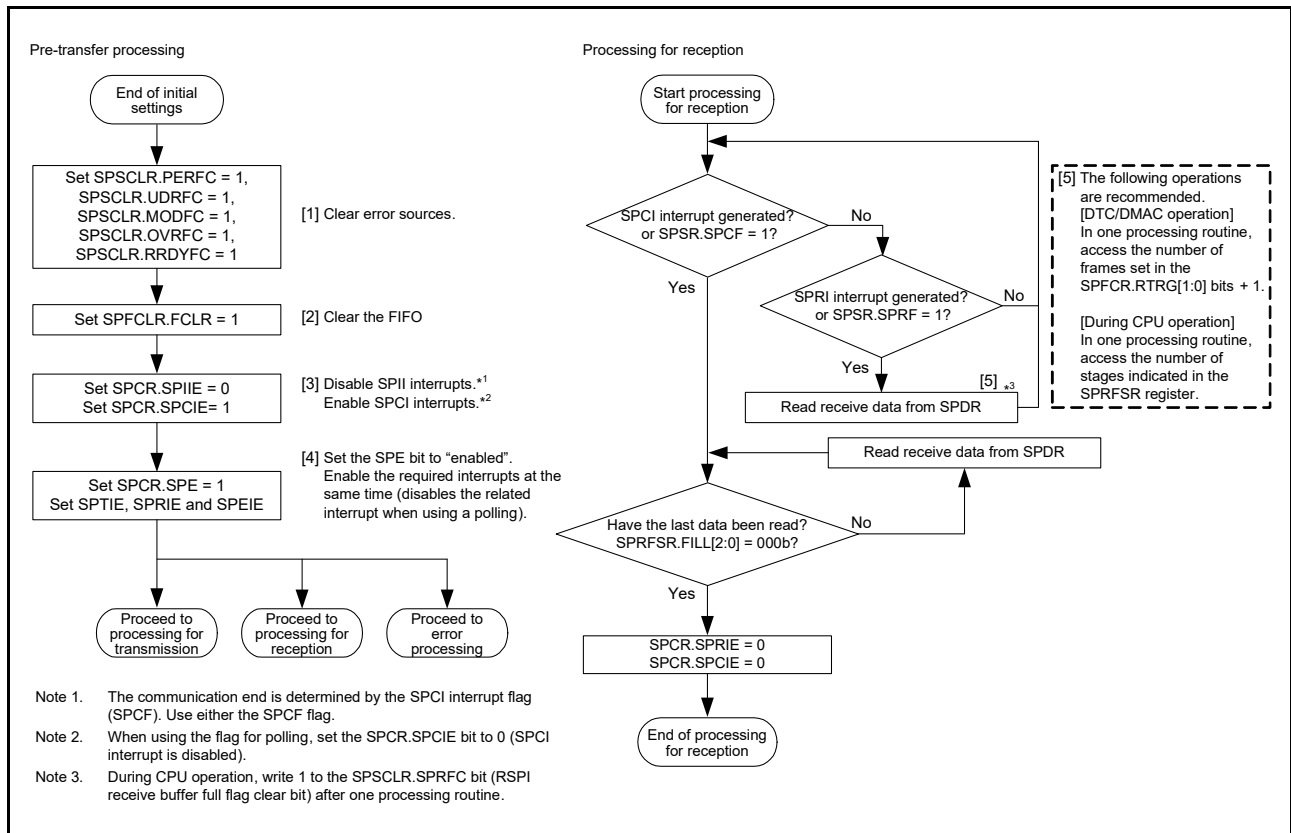 Pre-transfer processing
End of initial
settings
Set SPSCLR.PERFC = 1,
SPSCLR.UDRFC = 1,
SPSCLR.MODFC = 1,
SPSCLR.OVRFC = 1,
SPSCLR.RRDYFC = 1
[1] Clear error sources.
Set SPFCLR.FCLR = 1
[2] Clear the FIFO
Set SPCR.SPIIE = 0
Set SPCR.SPCIE= 1
[3] Disable SPII interrupts.*1
Enable SPCI interrupts.*2
[4] Set the SPE bit to “enabled”.
Enable the required interrupts at the
same time (disables the related
interrupt when using a polling).
Set SPCR.SPE = 1
Set SPTIE, SPRIE and SPEIE
Proceed to
processing for
transmission
Proceed to
processing for
reception
Proceed to
error
processing
Processing for reception
Start processing
for reception
SPCI interrupt generated?
or SPSR.SPCF = 1?
No
Yes
SPRI interrupt generated?
or SPSR.SPRF = 1?
No
Yes
[5] *3
Read receive data from SPDR
[5] The following operations
are recommended.
[DTC/DMAC operation]
In one processing routine,
access the number of
frames set in the
SPFCR.RTRG[1:0] bits + 1.
[During CPU operation]
In one processing routine,
access the number of
stages indicated in the
SPRFSR register.
Read receive data from SPDR
Have the last data been read?
SPRFSR.FILL[2:0] = 000b?
No
Yes
SPCR.SPRIE = 0
SPCR.SPCIE = 0
End of processing
for reception
Note 1. The communication end is determined by the SPCI interrupt flag
(SPCF). Use either the SPCF flag.
Note 2. When using the flag for polling, set the SPCR.SPCIE bit to 0 (SPCI
interrupt is disabled).
Note 3. During CPU operation, write 1 to the SPSCLR.SPRFC bit (RSPI
receive buffer full flag clear bit) after one processing routine.